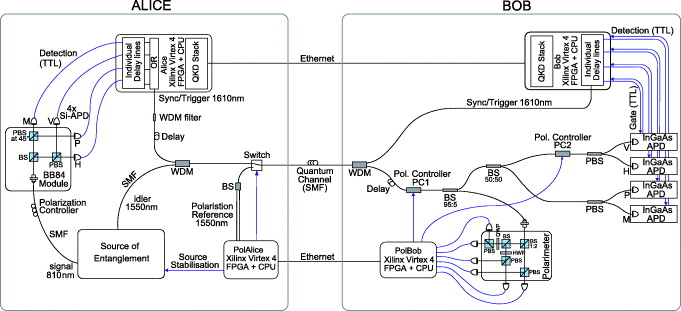 ALICE
BOB
Detection
(TTL)
Individual
Delay lines
OR
Alice
Xilinx Virtex 4
FPGA + CPU
QKD Stack
Ethernet
QKD Stack
Bob
Xilinx Virtex 4
FPGA + CPU
Individual
Delay lines
Detection (TTL)
4x
Si-APD
M
V
P
H
PBS
at 45°
BS
PBS
BB84
Module
Sync/Trigger 1610nm
WDM filter
Delay
Sync/Trigger 1610nm
Gate (TTL)
Switch
WDM
Quantum
Channel
(SMF)
WDM
Delay
Pol. Controller
PC1
Pol. Controller
PC2
BS
50:50
BS
95:5
PBS
PBS
V
H
P
M
InGaAs
APD
InGaAs
APD
InGaAs
APD
InGaAs
APD
Polarization
Controller
SMF
SMF
idler
1550nm
BS
Polaristion
Reference
1550nm
signal
810nm
Source of
Entanglement
Source
Stabilisation
PolAlice
Xilinx Virtex 4
FPGA + CPU
Ethernet
PolBob
Xilinx Virtex 4
FPGA + CPU
PBS
QWP
BS
BS
1:2
HWP
PBS
PBS
Polarimeter